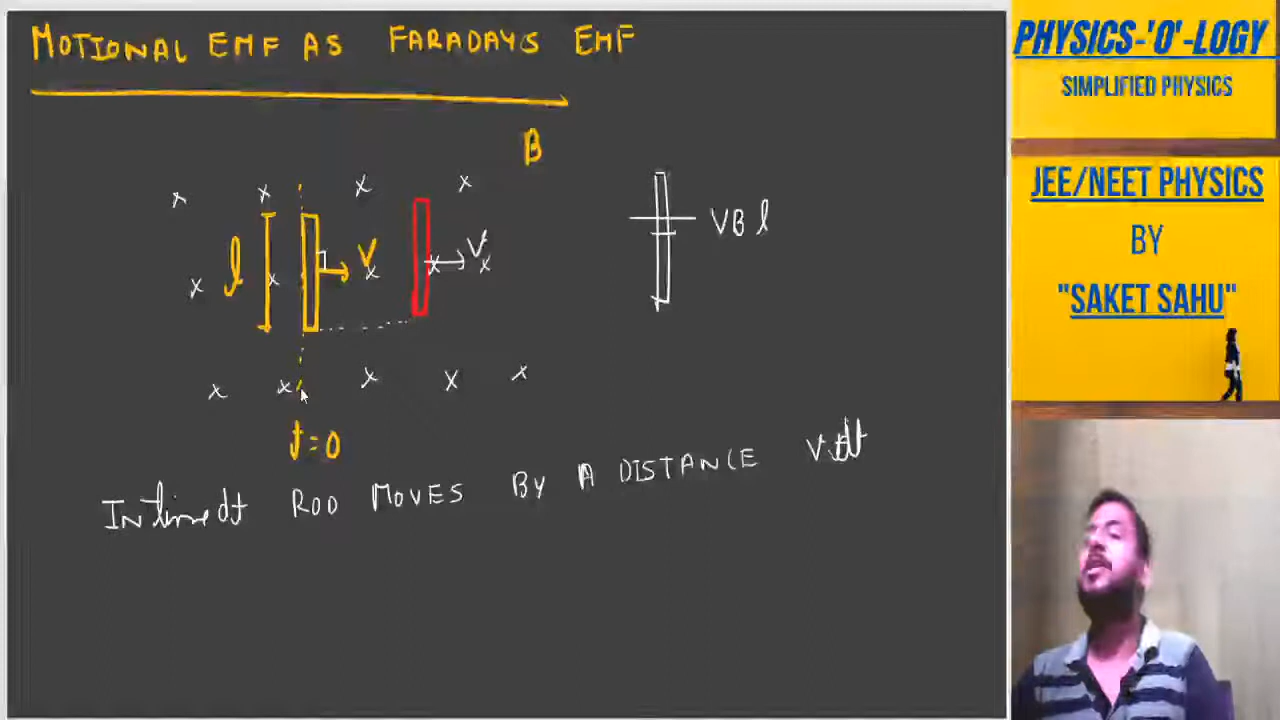 MOTIONAL EMF AS FARADAYS EMF
B
x x x x
l
V
x x x x x
V
VBl
x x x x x
t=0
In time dt ROD MOVES BY A DISTANCE Vdt
PHYSICS-'O'-LOGY
SIMPLIFIED PHYSICS
JEE/NEET PHYSICS
BY
"SAKET SAHU"